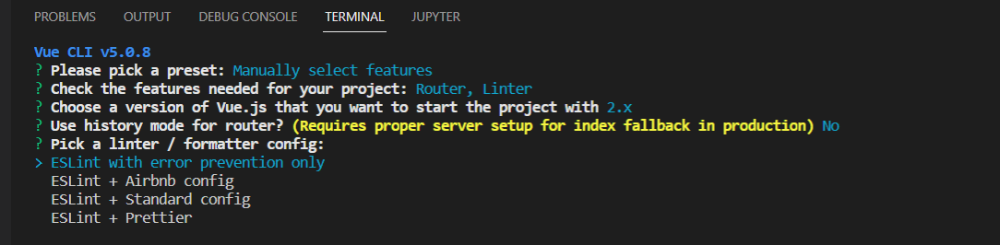 PROBLEMS OUTPUT DEBUG CONSOLE TERMINAL JUPYTER
Vue CLI v5.0.8
? Please pick a preset: Manually select features
? Check the features needed for your project: Router, Linter
? Choose a version of Vue.js that you want to start the project with 2.x
? Use history mode for router? (Requires proper server setup for index fallback in production) No
? Pick a linter / formatter config:
> ESLint with error prevention only
ESLint + Airbnb config
ESLint + Standard config
ESLint + Prettier